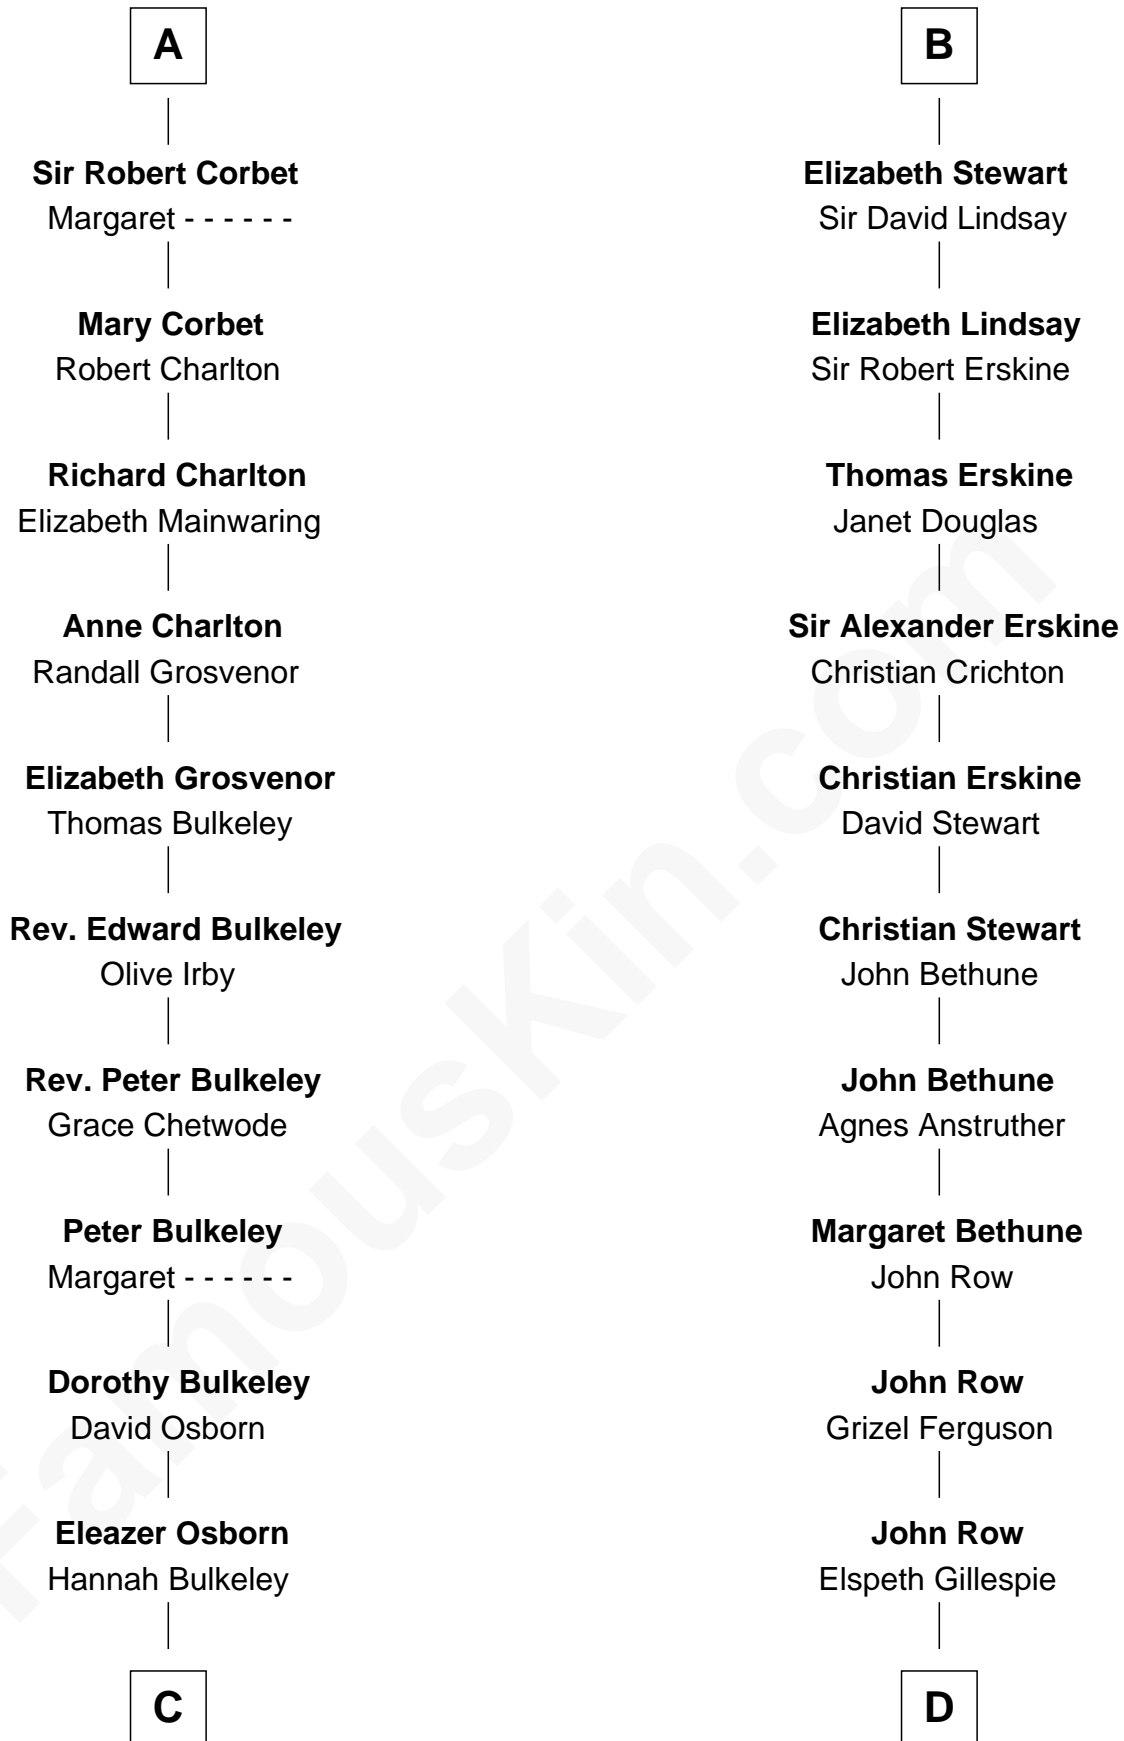 A
Sir Robert Corbet
Margaret - - - - - -
Mary Corbet
Robert Charlton
Richard Charlton
Elizabeth Mainwaring
Anne Charlton
Randall Grosvenor
Elizabeth Grosvenor
Thomas Bulkeley
Rev. Edward Bulkeley
Olive Irby
Rev. Peter Bulkeley
Grace Chetwode
Peter Bulkeley
Margaret - - - - - -
Dorothy Bulkeley
David Osborn
Eleazer Osborn
Hannah Bulkeley
C
B
Elizabeth Stewart
Sir David Lindsay
Elizabeth Lindsay
Sir Robert Erskine
Thomas Erskine
Janet Douglas
Sir Alexander Erskine
Christian Crichton
Christian Erskine
David Stewart
Christian Stewart
John Bethune
John Bethune
Agnes Anstruther
Margaret Bethune
John Row
John Row
Grizel Ferguson
John Row
Elspeth Gillespie
D
FamousKin.com